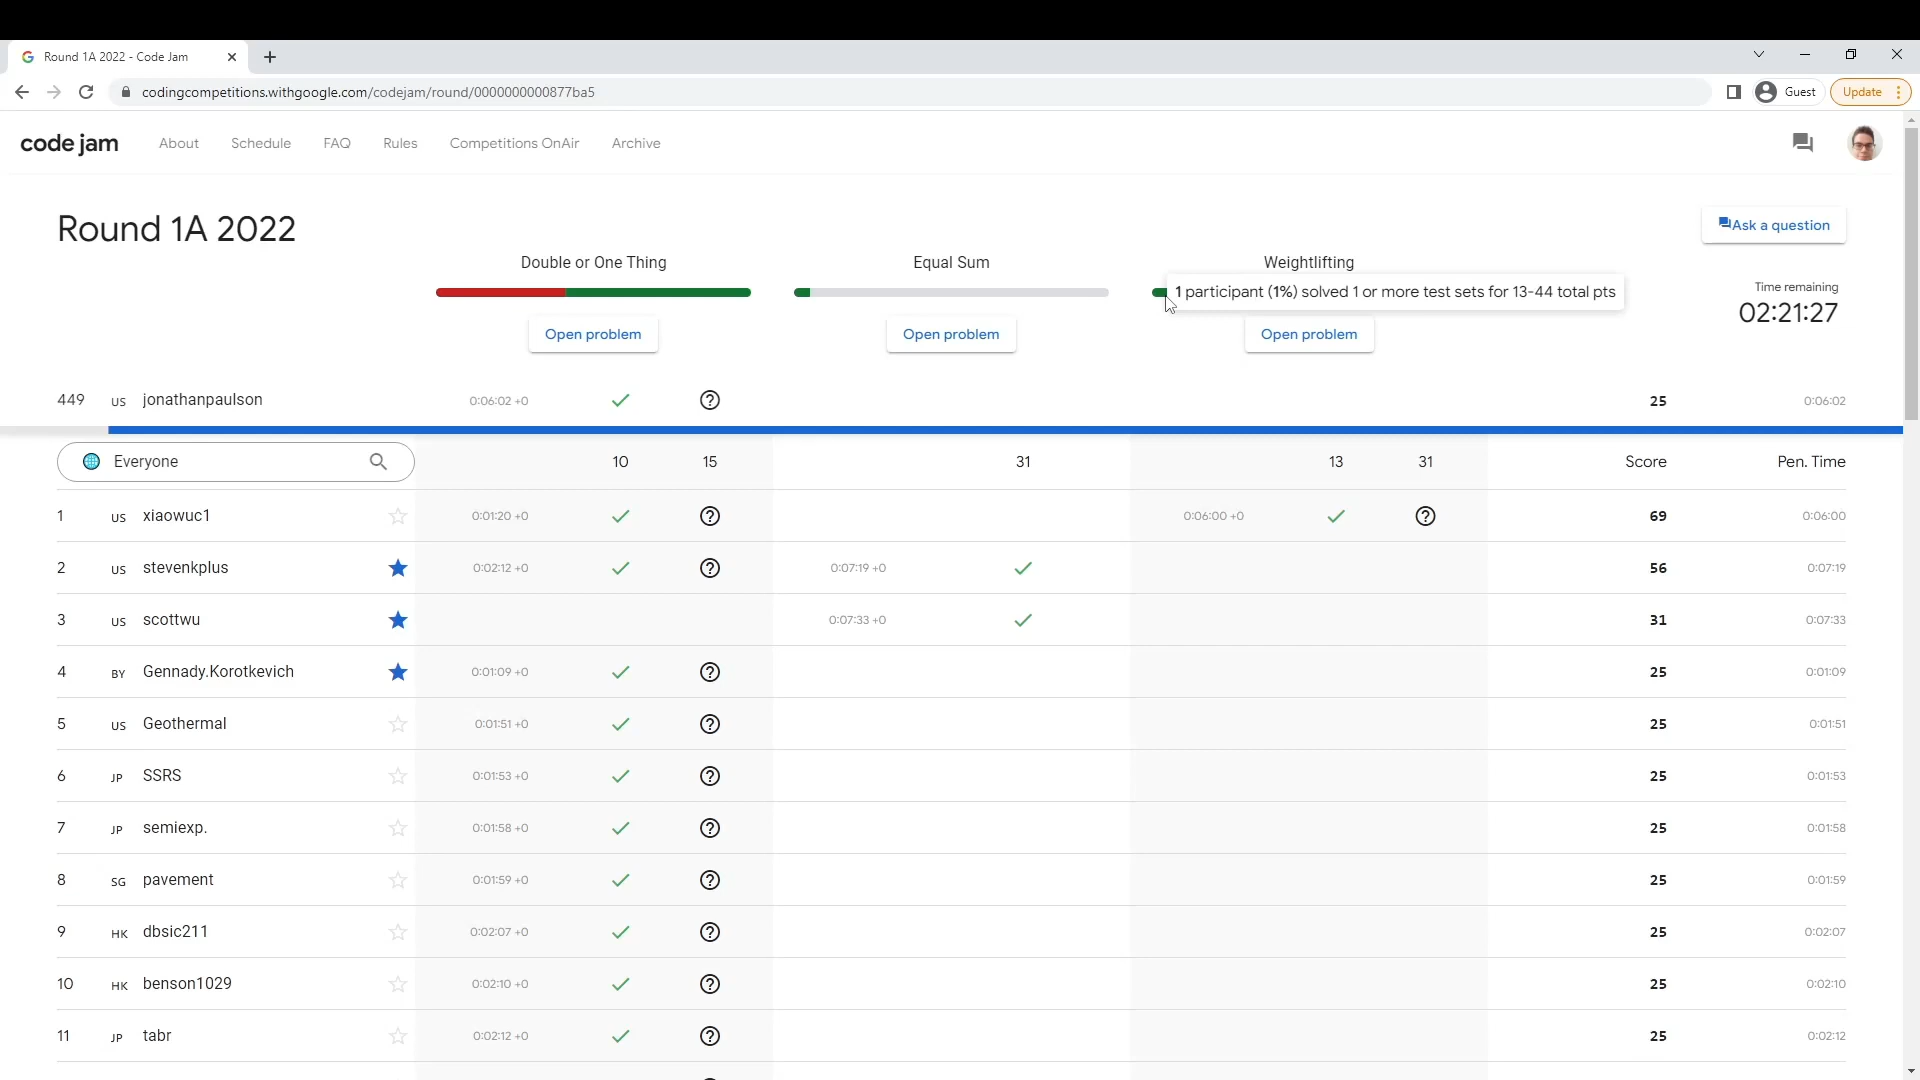 Round 1A 2022 - Code Jam
codingcompetitions.withgoogle.com/codejam/round/0000000000877ba5
Guest
Update
code jam
About Schedule FAQ Rules Competitions OnAir Archive
Round 1A 2022
Ask a question
Double or One Thing Equal Sum Weightlifting
1 participant (1%) solved 1 or more test sets for 13-44 total pts
Time remaining
02:21:27
Open problem Open problem Open problem
449 US jonathanpaulson 0:06:02 +0 25 0:06:02
Everyone 10 15 31 13 31 Score Pen. Time
1 US xiaowuc1 0:01:20 +0 0:06:00 +0 69 0:06:00
2 US stevenkplus 0:02:12 +0 0:07:19 +0 56 0:07:19
3 US scottwu 0:07:33 +0 31 0:07:33
4 BY Gennady.Korotkevich 0:01:09 +0 25 0:01:09
5 US Geothermal 0:01:51 +0 25 0:01:51
6 JP SSRS 0:01:53 +0 25 0:01:53
7 JP semiexp. 0:01:58 +0 25 0:01:58
8 SG pavement 0:01:59 +0 25 0:01:59
9 HK dbsic211 0:02:07 +0 25 0:02:07
10 HK benson1029 0:02:10 +0 25 0:02:10
11 JP tabr 0:02:12 +0 25 0:02:12